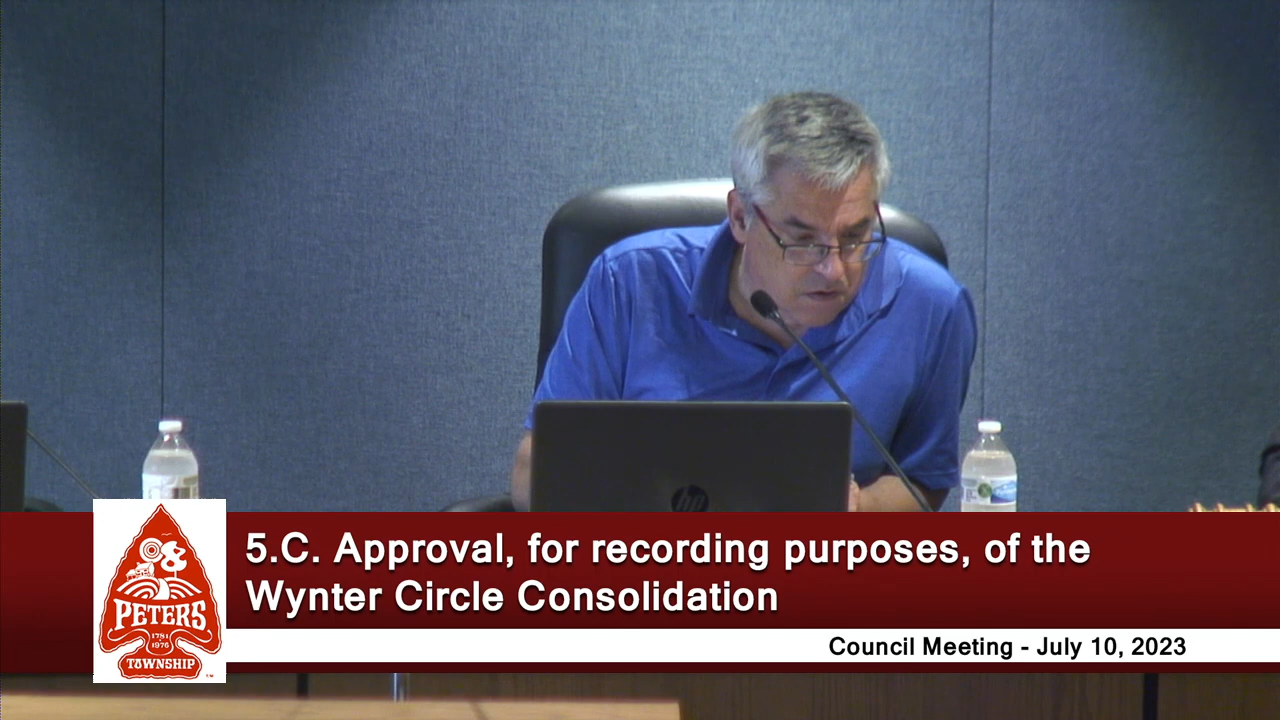 hp
5.C. Approval, for recording purposes, of the
Wynter Circle Consolidation
Council Meeting - July 10, 2023
PETERS
1781
1976
TOWNSHIP